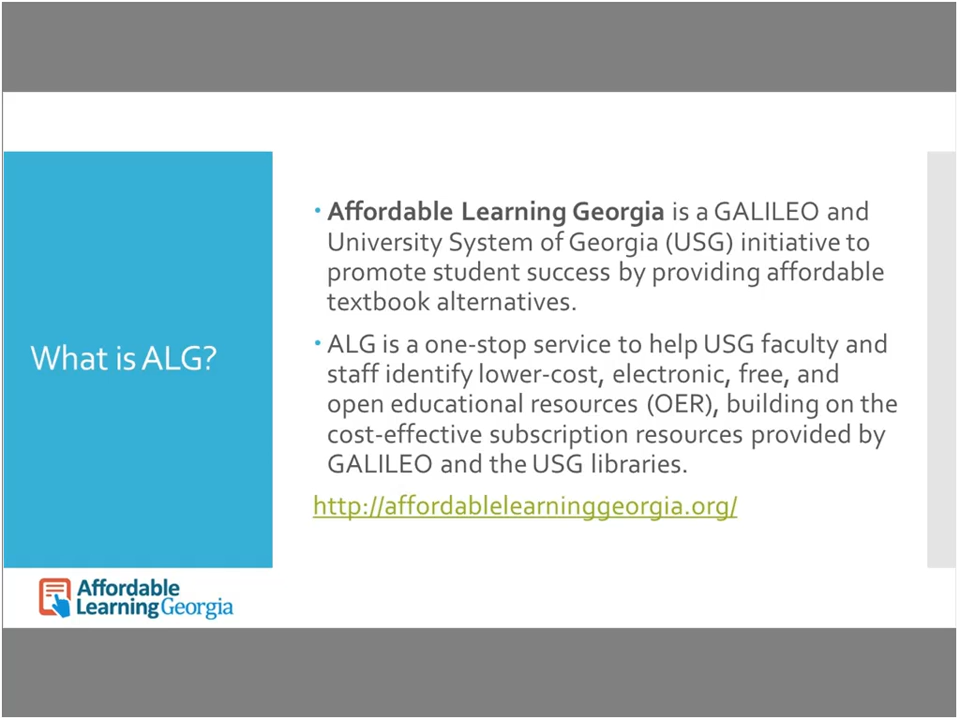 What is ALG?
• Affordable Learning Georgia is a GALILEO and
University System of Georgia (USG) initiative to
promote student success by providing affordable
textbook alternatives.
• ALG is a one-stop service to help USG faculty and
staff identify lower-cost, electronic, free, and
open educational resources (OER), building on the
cost-effective subscription resources provided by
GALILEO and the USG libraries.
http://affordablelearninggeorgia.org/
Affordable
LearningGeorgia